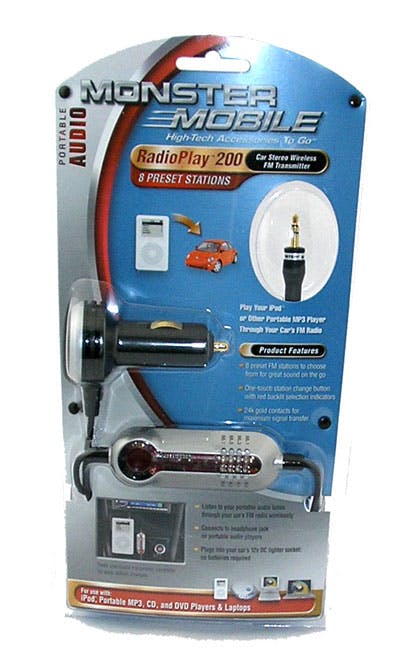 PORTABLE
AUDIO
MONSTER
MOBILE
High-Tech Accessories To Go™
RadioPlay™ 200
Car Stereo Wireless
FM Transmitter
8 PRESET STATIONS
Play Your iPod™
or Other Portable MP3 Player
Through Your Car's FM Radio
Product Features
8 preset FM stations to choose
from for great sound on the go
One-touch station change button
with red backlit selection indicators
24k gold contacts for
maximum signal transfer
Listen to your portable audio tunes
through your car's FM radio wirelessly
Connects to headphone jack
on portable audio players
Plugs into your car's 12v DC lighter socket:
no batteries required
For use with:
iPod, Portable MP3, CD, and DVD Players & Laptops